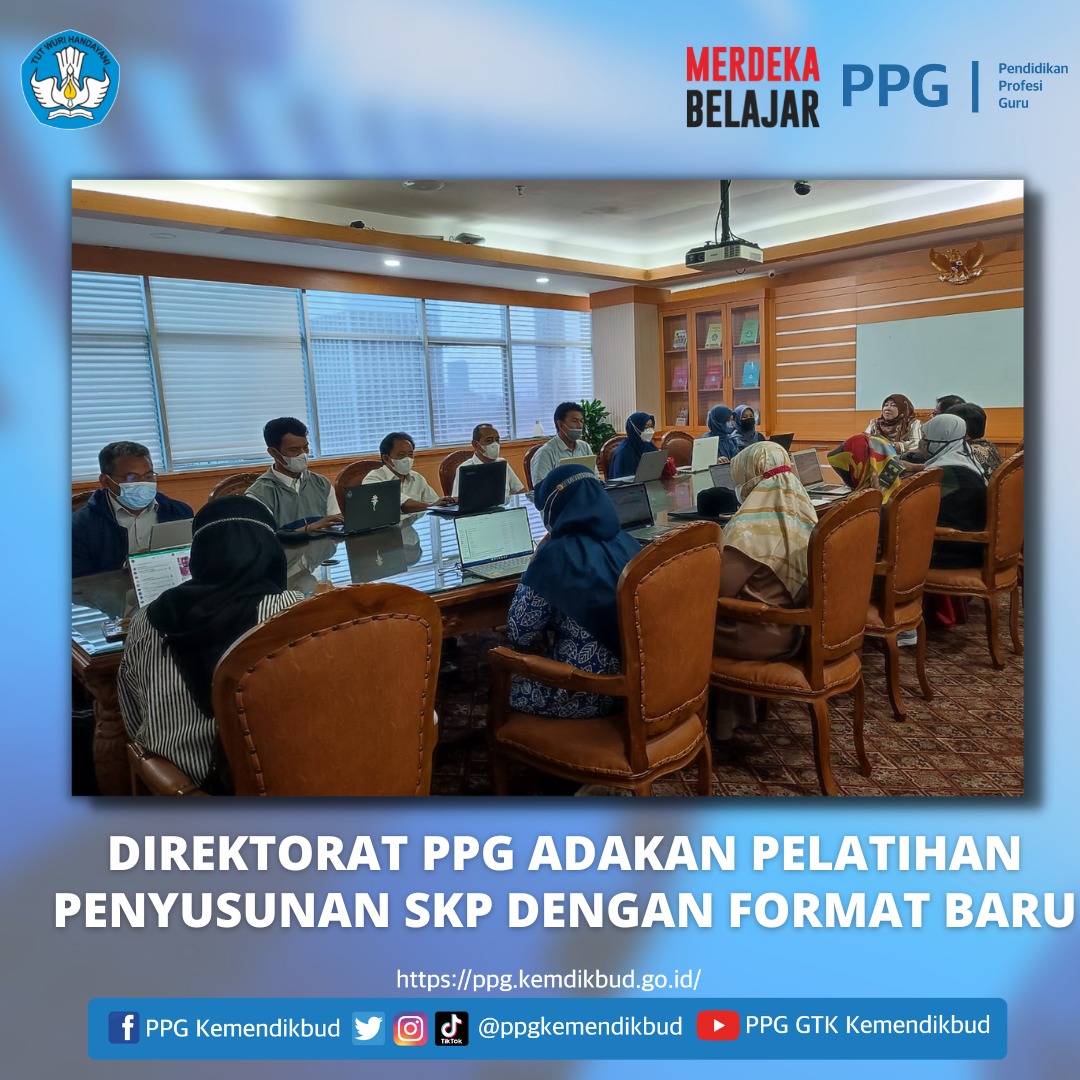 TUT WURI HANDAYANI
MERDEKA
BELAJAR
PPG
Pendidikan
Profesi
Guru
DIREKTORAT PPG ADAKAN PELATIHAN
PENYUSUNAN SKP DENGAN FORMAT BARU
https://ppg.kemdikbud.go.id/
PPG Kemendikbud
TikTok
@ppgkemendikbud
PPG GTK Kemendikbud